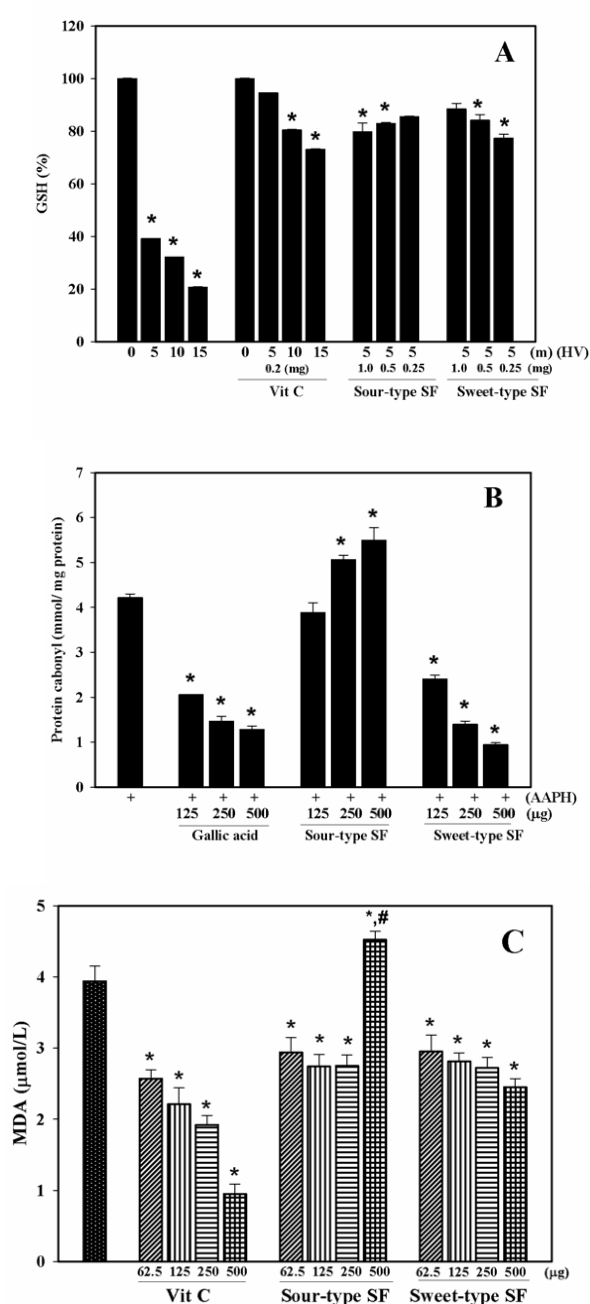 A
120
100
80
60
40
20
0
GSH (%)
* * *
* *
* *
* *
0 5 10 15 0 5 10 15 5 5 5 5 5 5 (m) (HV)
0.2 (mg) 1.0 0.5 0.25 1.0 0.5 0.25 (mg)
Vit C Sour-type SF Sweet-type SF
B
7
6
5
4
3
2
1
0
Protein cabonyl (mmol/ mg protein)
* * *
* *
* * *
+ + + + + + + + + + (AAPH)
125 250 500 125 250 500 125 250 500 (μg)
Gallic acid Sour-type SF Sweet-type SF
C
5
4
3
2
1
0
MDA (μmol/L)
* * * *
* * * *,#
* * * *
62.5 125 250 500 62.5 125 250 500 62.5 125 250 500 (μg)
Vit C Sour-type SF Sweet-type SF